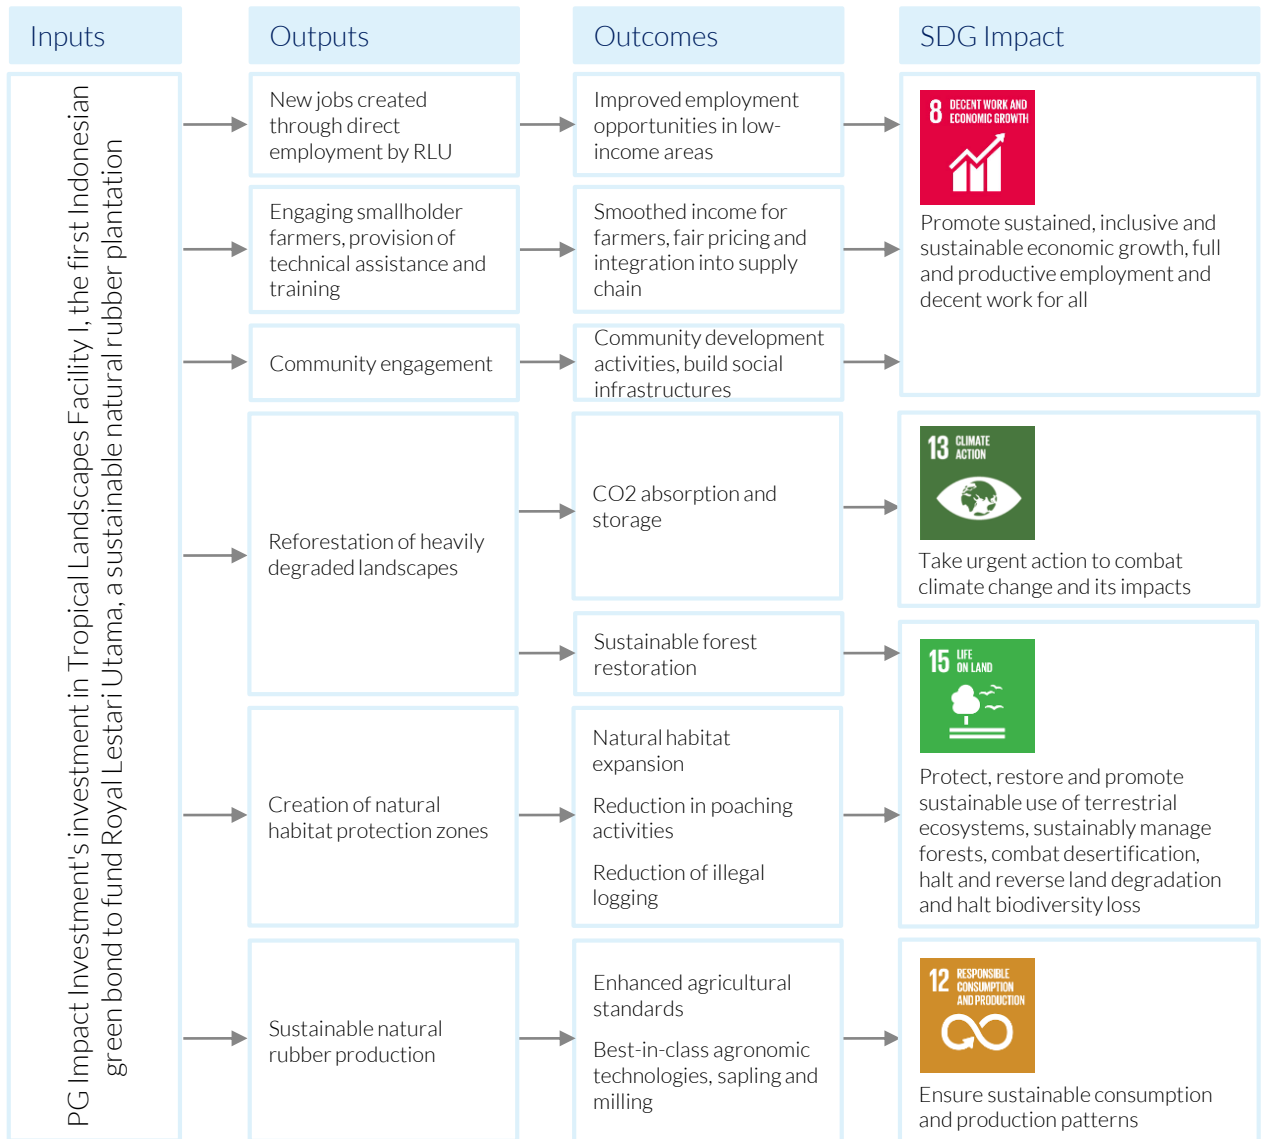 Inputs
Outputs
Outcomes
SDG Impact
PG Impact Investment's investment in Tropical Landscapes Facility I, the first Indonesian
green bond to fund Royal Lestari Utama, a sustainable natural rubber plantation
New jobs created
through direct
employment by RLU
Improved employment
opportunities in low-
income areas
8 DECENT WORK AND
ECONOMIC GROWTH
Promote sustained, inclusive and
sustainable economic growth, full
and productive employment and
decent work for all
Engaging smallholder
farmers, provision of
technical assistance and
training
Smoothed income for
farmers, fair pricing and
integration into supply
chain
Community engagement
Community development
activities, build social
infrastructures
Reforestation of heavily
degraded landscapes
CO2 absorption and
storage
13 CLIMATE
ACTION
Take urgent action to combat
climate change and its impacts
Sustainable forest
restoration
15 LIFE
ON LAND
Protect, restore and promote
sustainable use of terrestrial
ecosystems, sustainably manage
forests, combat desertification,
halt and reverse land degradation
and halt biodiversity loss
Creation of natural
habitat protection zones
Natural habitat
expansion
Reduction in poaching
activities
Reduction of illegal
logging
Sustainable natural
rubber production
Enhanced agricultural
standards
Best-in-class agronomic
technologies, sapling and
milling
12 RESPONSIBLE
CONSUMPTION
AND PRODUCTION
Ensure sustainable consumption
and production patterns